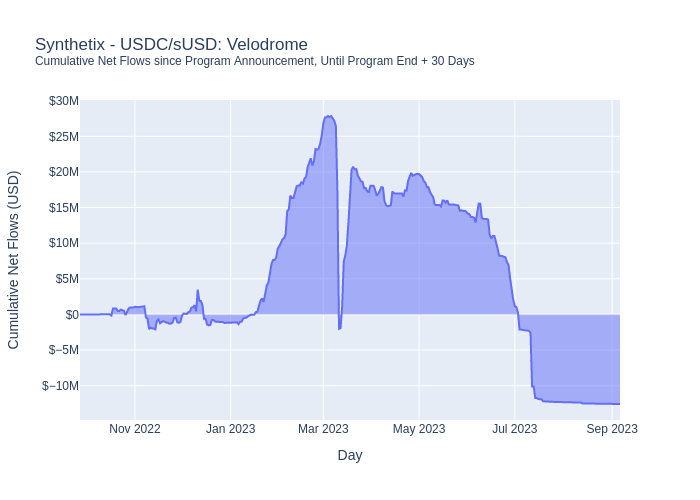 Synthetix - USDC/sUSD: Velodrome
Cumulative Net Flows since Program Announcement, Until Program End + 30 Days
Cumulative Net Flows (USD)
$30M
$25M
$20M
$15M
$10M
$5M
$0
$−5M
$−10M
Nov 2022 Jan 2023 Mar 2023 May 2023 Jul 2023 Sep 2023
Day